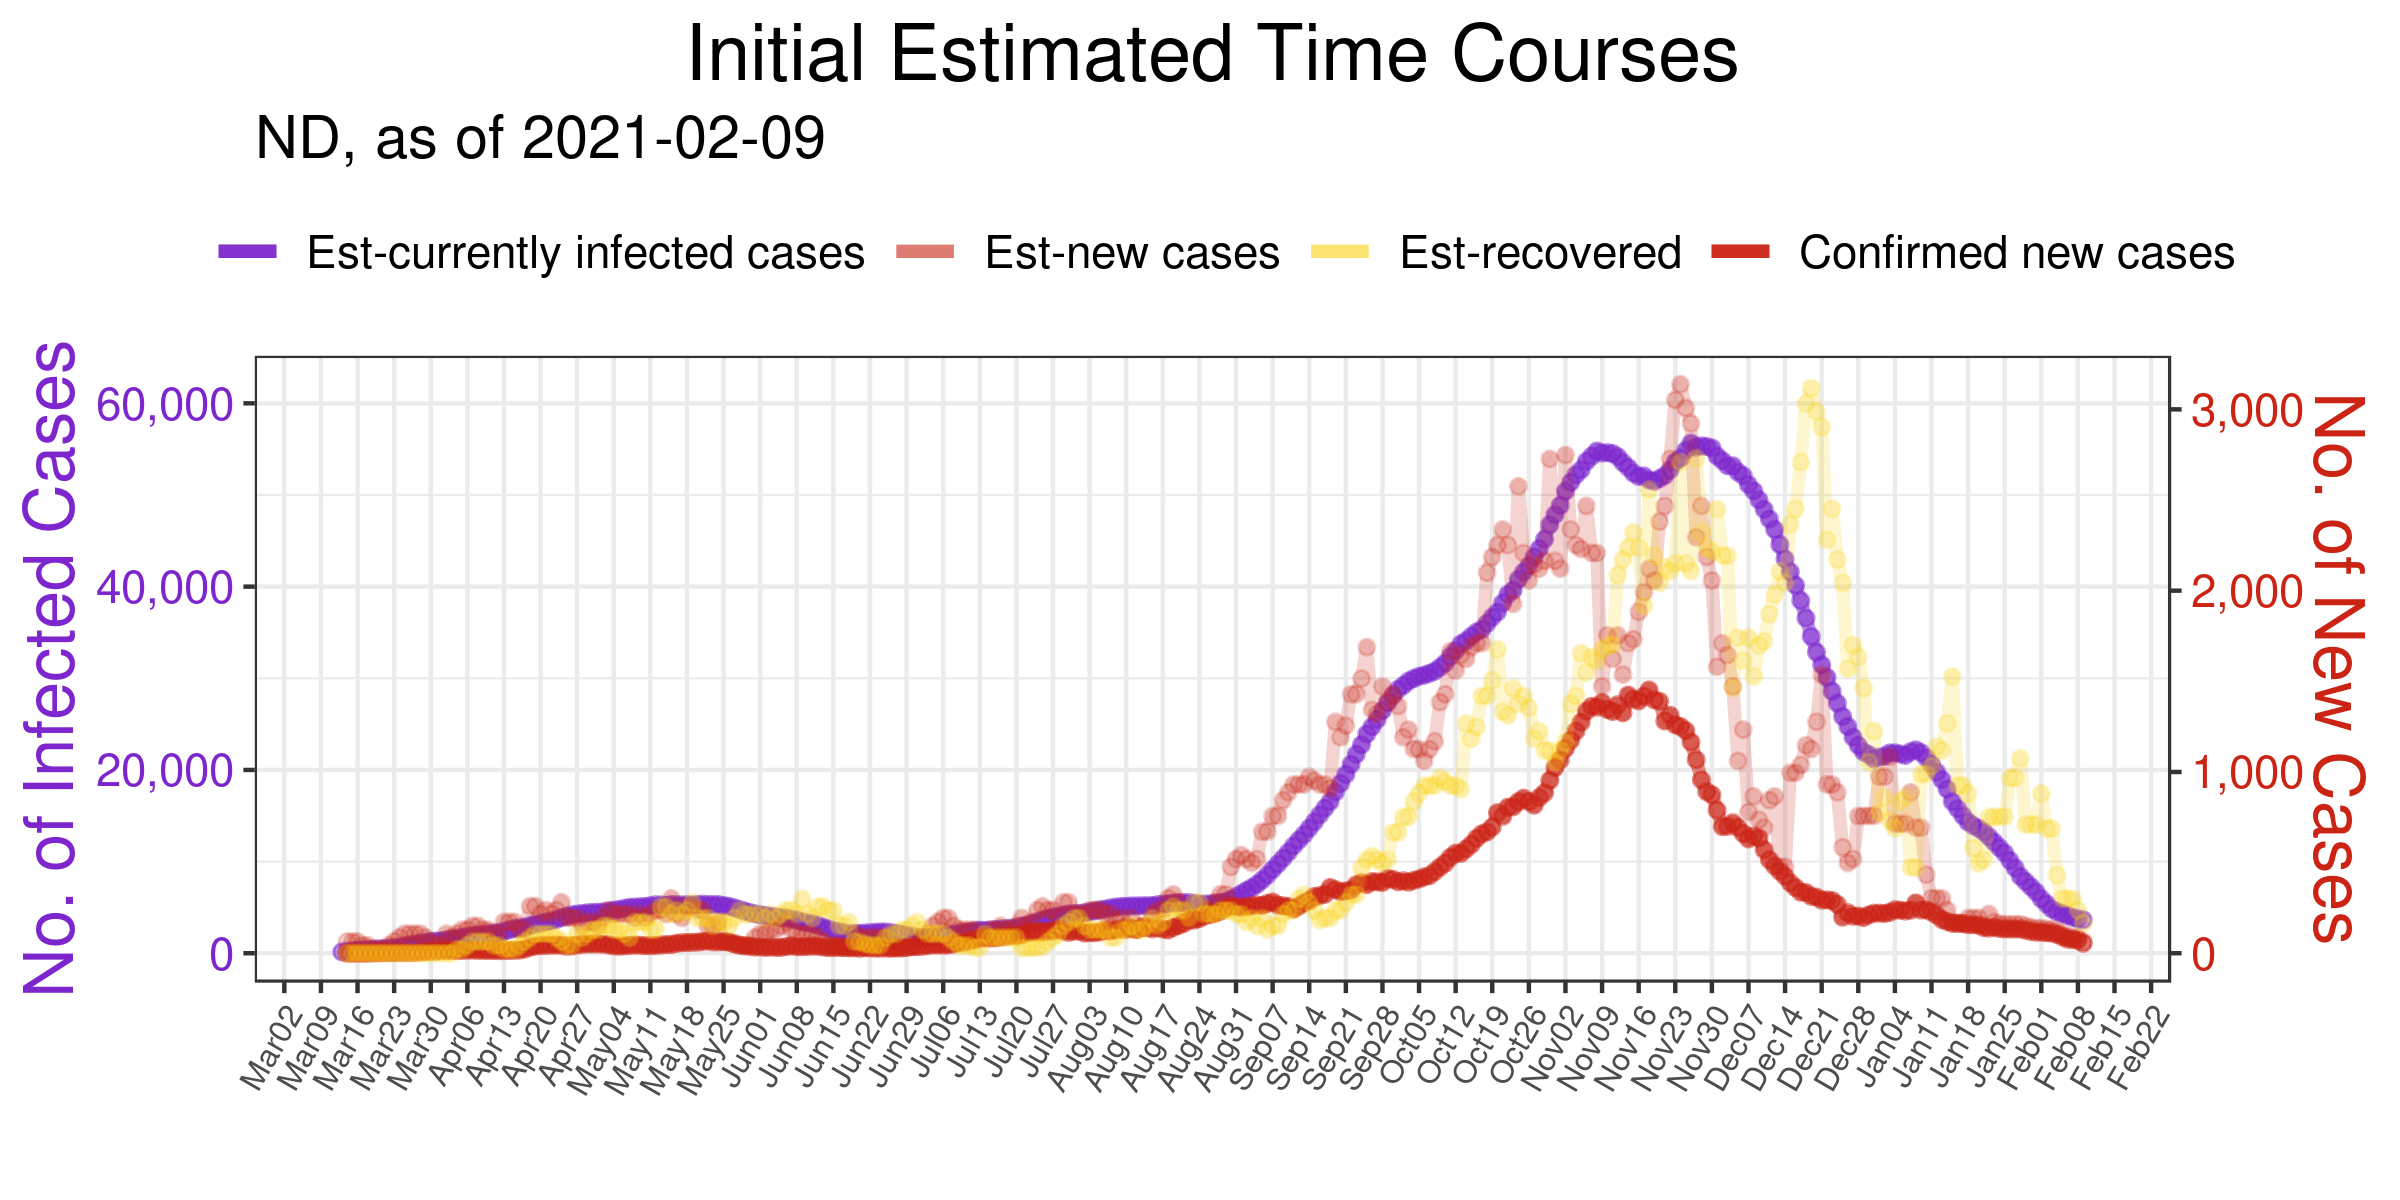 Initial Estimated Time Courses
ND, as of 2021-02-09
Est-currently infected cases Est-new cases Est-recovered Confirmed new cases
No. of Infected Cases
60,000
40,000
20,000
0
3,000
2,000
1,000
0
No. of New Cases
Mar02 Mar09 Mar16 Mar23 Mar30 Apr06 Apr13 Apr20 Apr27 May04 May11 May18 May25 Jun01 Jun08 Jun15 Jun22 Jun29 Jul06 Jul13 Jul20 Jul27 Aug03 Aug10 Aug17 Aug24 Aug31 Sep07 Sep14 Sep21 Sep28 Oct05 Oct12 Oct19 Oct26 Nov02 Nov09 Nov16 Nov23 Nov30 Dec07 Dec14 Dec21 Dec28 Jan04 Jan11 Jan18 Jan25 Feb01 Feb08 Feb15 Feb22